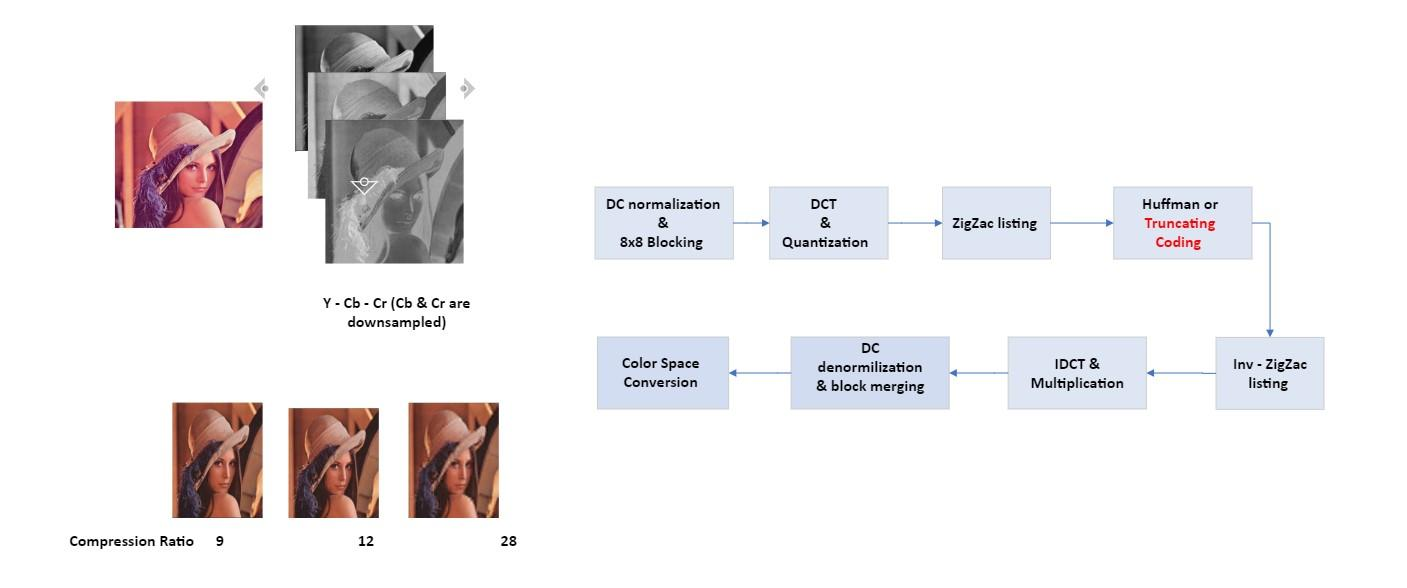 DC normalization
&
8x8 Blocking
DCT
&
Quantization
ZigZac listing
Huffman or
Truncating
Coding
Y - Cb - Cr (Cb & Cr are
downsampled)
Color Space
Conversion
DC
denormilization
& block merging
IDCT &
Multiplication
Inv - ZigZac
listing
Compression Ratio 9 12 28